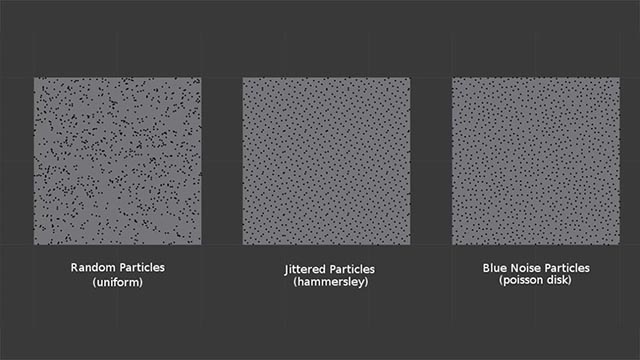 Random Particles
(uniform)
Jittered Particles
(hammersley)
Blue Noise Particles
(poisson disk)